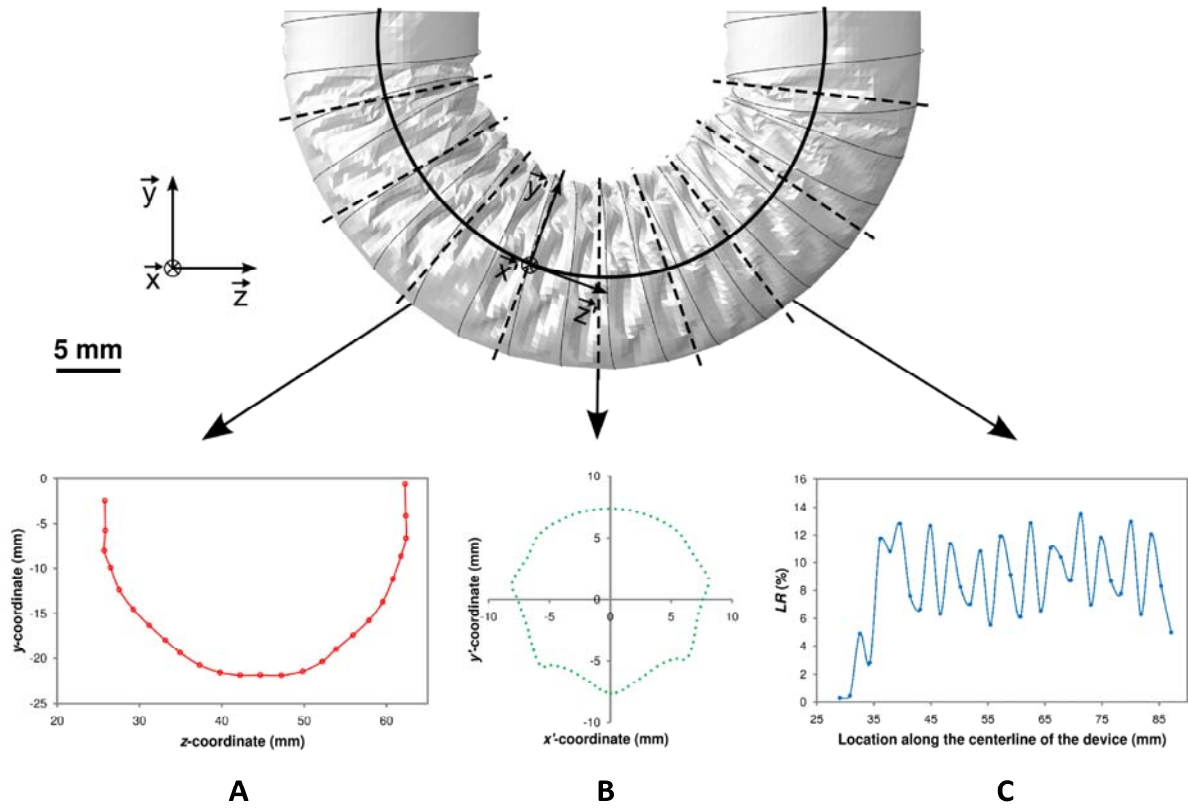 y
x
z
5 mm
y'
x'
z'
0
-5
-10
-15
-20
-25
20
30
40
50
60
y-coordinate (mm)
z-coordinate (mm)
A
10
5
0
-5
-10
-10
-5
0
5
10
y'-coordinate (mm)
x'-coordinate (mm)
B
16
14
12
10
8
6
4
2
0
25
35
45
55
65
75
85
LR (%)
Location along the centerline of the device (mm)
C